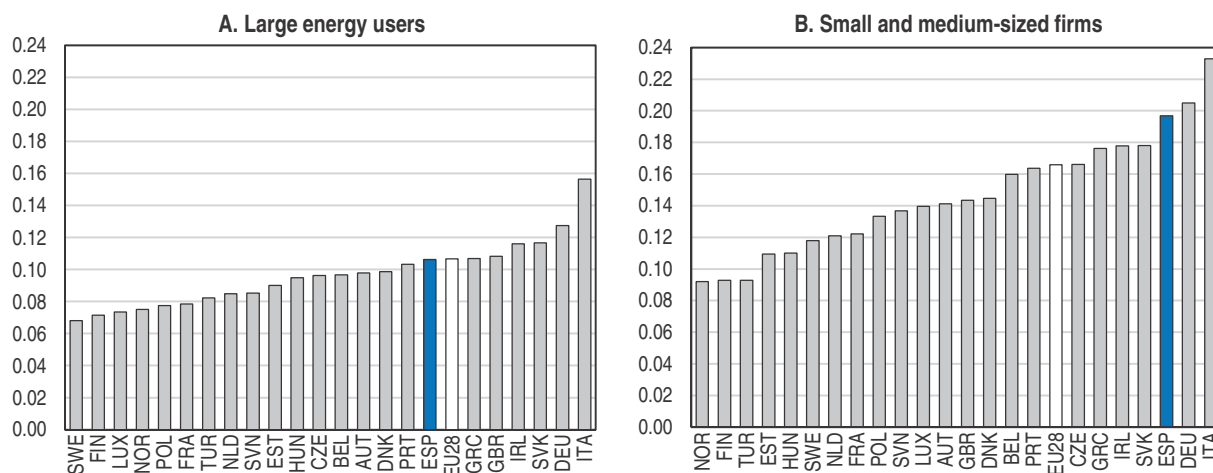 A. Large energy users
0.24
0.22
0.20
0.18
0.16
0.14
0.12
0.10
0.08
0.06
0.04
0.02
0.00
SWE
FIN
LUX
NOR
POL
FRA
TUR
NLD
SVN
EST
HUN
CZE
BEL
AUT
DNK
PRT
ESP
EU28
GRC
GBR
IRL
SVK
DEU
ITA
B. Small and medium-sized firms
0.24
0.22
0.20
0.18
0.16
0.14
0.12
0.10
0.08
0.06
0.04
0.02
0.00
NOR
FIN
TUR
EST
HUN
SWE
NLD
FRA
POL
SVN
LUX
AUT
GBR
DNK
BEL
PRT
EU28
CZE
GRC
IRL
SVK
ESP
DEU
ITA